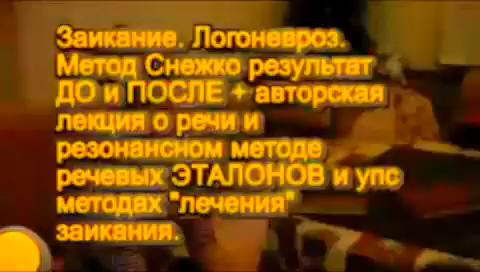 Заикание. Логоневроз.
Метод Снежко результат
ДО и ПОСЛЕ + авторская
лекция о речи и
резонансном методе
речевых ЭТАЛОНОВ и упс
методах "лечения"
заикания.